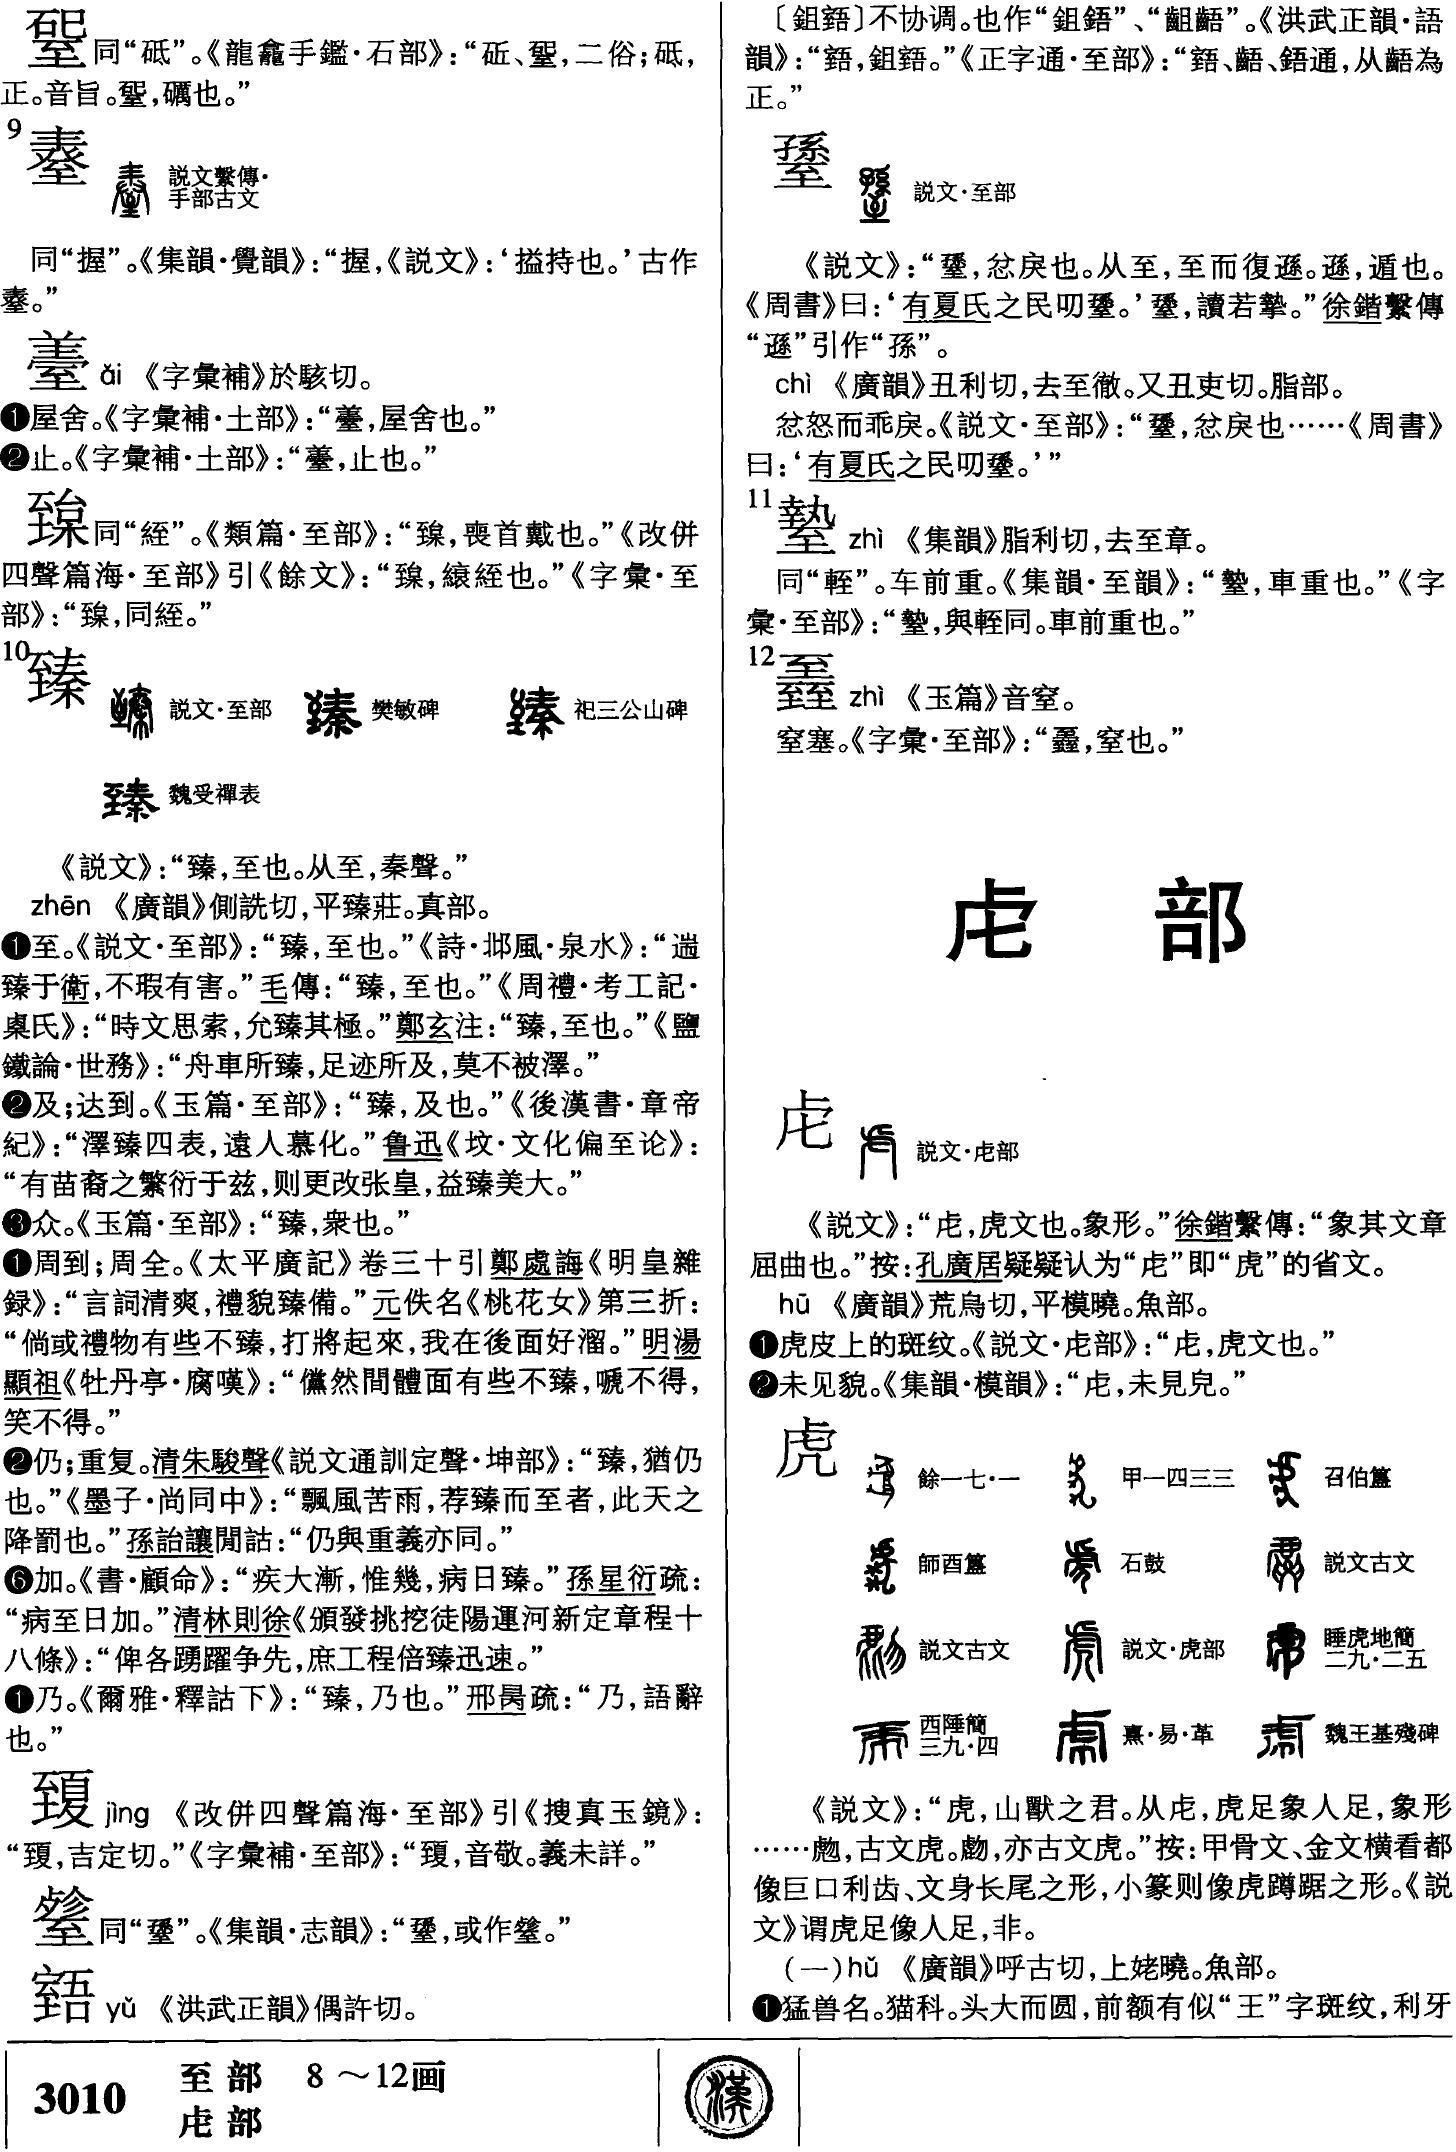 同“砥”。《龍龕手鑑·石部》：“砋、䂡，二俗；砥，
正。音旨。䂡，礪也。”
9
説文繫傳·
手部古文
同“握”。《集韻·覺韻》：“握，《説文》：‘搤持也。’古作
。”
ǎi 《字彙補》於駭切。
❶屋舍。《字彙補·土部》：“，屋舍也。”
❷止。《字彙補·土部》：“，止也。”
同“絰”。《類篇·至部》：“，喪首戴也。”《改併
四聲篇海·至部》引《餘文》：“，縗絰也。”《字彙·至
部》：“，同絰。”
10
臻 説文·至部 樊敏碑 祀三公山碑
魏受禪表
《説文》：“臻，至也。从至，秦聲。”
zhēn 《廣韻》側詵切，平臻莊。真部。
❶至。《説文·至部》：“臻，至也。”《詩·邶風·泉水》：“遄
臻于衛，不瑕有害。”毛傳：“臻，至也。”《周禮·考工記·
㮚氏》：“時文思索，允臻其極。”鄭玄注：“臻，至也。”《鹽
鐵論·世務》：“舟車所臻，足迹所及，莫不被澤。”
❷及；达到。《玉篇·至部》：“臻，及也。”《後漢書·章帝
紀》：“澤臻四表，遠人慕化。”鲁迅《坟·文化偏至论》：
“有苗裔之繁衍于兹，则更改张皇，益臻美大。”
❸众。《玉篇·至部》：“臻，衆也。”
❶周到；周全。《太平廣記》卷三十引鄭處誨《明皇雜
録》：“言詞清爽，禮貌臻備。”元佚名《桃花女》第三折：
“倘或禮物有些不臻，打將起來，我在後面好溜。”明湯
顯祖《牡丹亭·腐嘆》：“儻然間體面有些不臻，嗁不得，
笑不得。”
❷仍；重复。清朱駿聲《説文通訓定聲·坤部》：“臻，猶仍
也。”《墨子·尚同中》：“飄風苦雨，荐臻而至者，此天之
降罰也。”孫詒讓閒詁：“仍與重義亦同。”
❻加。《書·顧命》：“疾大漸，惟幾，病日臻。”孫星衍疏：
“病至日加。”清林則徐《頒發挑挖徒陽運河新定章程十
八條》：“俾各踴躍争先，庶工程倍臻迅速。”
❶乃。《爾雅·釋詁下》：“臻，乃也。”邢昺疏：“乃，語辭
也。”
jìng 《改併四聲篇海·至部》引《搜真玉鏡》：
“，吉定切。”《字彙補·至部》：“，音敬。義未詳。”
同“𦥎”。《集韻·志韻》：“𦥎，或作。”
yǔ 《洪武正韻》偶許切。
〔鉏〕不协调。也作“鉏鋙”、“齟齬”。《洪武正韻·語
韻》：“，鉏。”《正字通·至部》：“、齬、鋙通，从齬為
正。”
𦥎 説文·至部
《説文》：“𦥎，忿戾也。从至，至而復遜。遜，遁也。
《周書》曰：‘有夏氏之民叨𦥎。’𦥎，讀若摯。”徐鍇繫傳
“遜”引作“孫”。
chì 《廣韻》丑利切，去至徹。又丑吏切。脂部。
忿怒而乖戾。《説文·至部》：“𦥎，忿戾也……《周書》
曰：‘有夏氏之民叨𦥎。’”
11
zhì 《集韻》脂利切，去至章。
同“輊”。车前重。《集韻·至韻》：“，車重也。”《字
彙·至部》：“，與輊同。車前重也。”
12
zhì 《玉篇》音窒。
窒塞。《字彙·至部》：“，窒也。”
虍 部
虍 説文·虍部
《説文》：“虍，虎文也。象形。”徐鍇繫傳：“象其文章
屈曲也。”按：孔廣居疑疑认为“虍”即“虎”的省文。
hū 《廣韻》荒烏切，平模曉。魚部。
❶虎皮上的斑纹。《説文·虍部》：“虍，虎文也。”
❷未见貌。《集韻·模韻》：“虍，未見皃。”
虎 餘一七·一 甲一四三三 召伯簋
師酉簋 石鼓 説文古文
説文古文 説文·虎部 睡虎地簡二九·二五
西陲簡三九·四 熹·易·革 魏王基殘碑
《説文》：“虎，山獸之君。从虍，虎足象人足，象形
……，古文虎。，亦古文虎。”按：甲骨文、金文横看都
像巨口利齿、文身长尾之形，小篆则像虎蹲踞之形。《説
文》谓虎足像人足，非。
（一）hǔ 《廣韻》呼古切，上姥曉。魚部。
❶猛兽名。猫科。头大而圆，前额有似“王”字斑纹，利牙
3010
至部 8～12画
虍部
漢